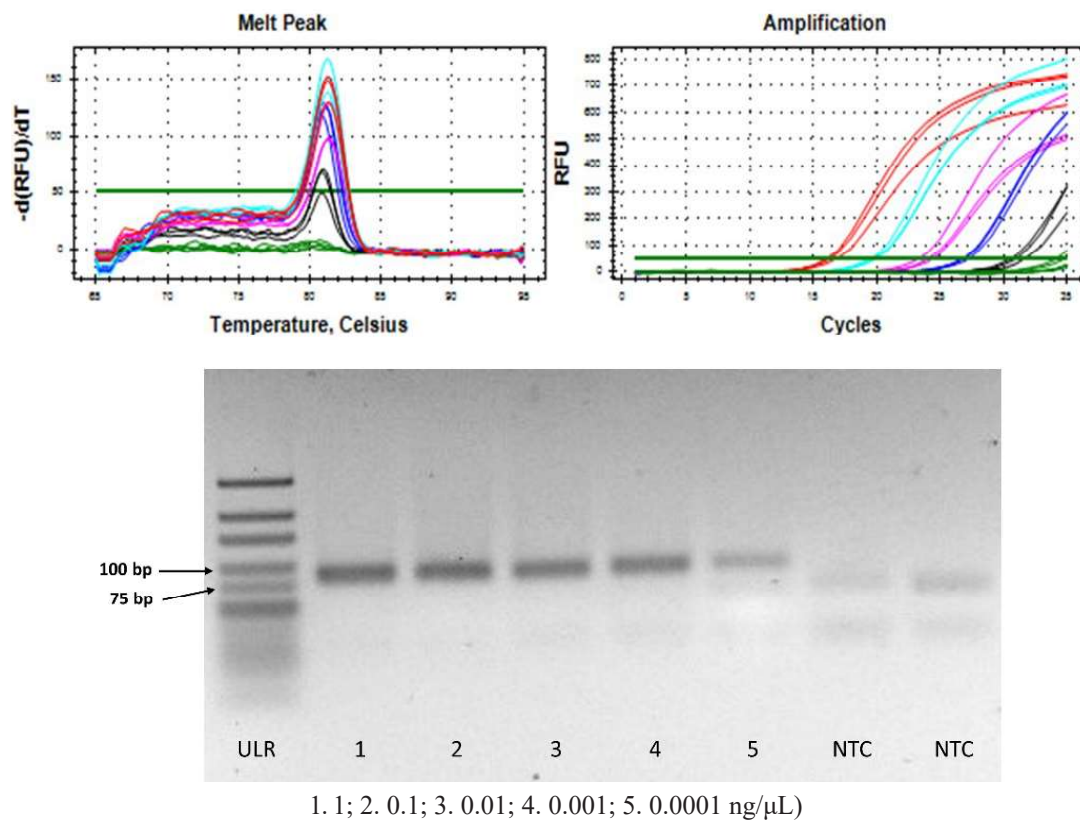 Melt Peak
-d(RFU)/dT
150
100
50
0
65
70
75
80
85
90
95
Temperature, Celsius
Amplification
RFU
800
700
600
500
400
300
200
100
0
0
5
10
15
20
25
30
35
Cycles
100 bp
75 bp
ULR 1 2 3 4 5 NTC NTC
1. 1; 2. 0.1; 3. 0.01; 4. 0.001; 5. 0.0001 ng/µL)